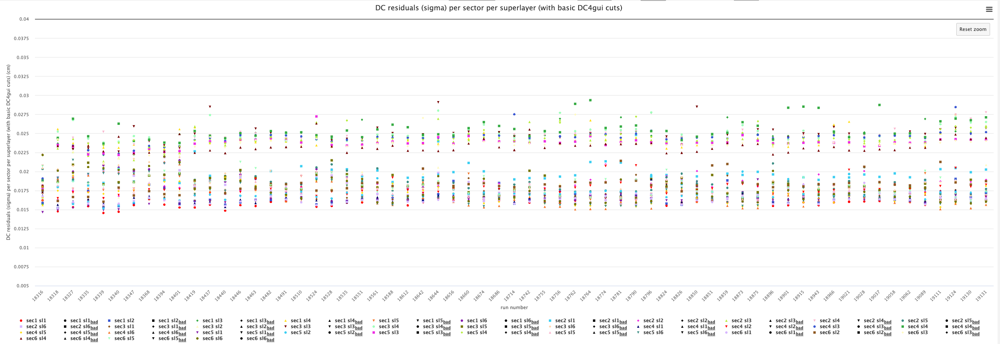 DC residuals (sigma) per sector per superlayer (with basic DC4gui cuts)
Reset zoom
DC residuals (sigma) per sector per superlayer (with basic DC4gui cuts) (cm)
0.04
0.0375
0.035
0.0325
0.03
0.0275
0.025
0.0225
0.02
0.0175
0.015
0.0125
0.01
0.0075
0.005
18316 18318 18327 18335 18339 18340 18347 18368 18394 18401 18419 18437 18440 18446 18463 18482 18491 18510 18524 18528 18535 18551 18561 18588 18612 18642 18644 18656 18660 18674 18686 18714 18742 18755 18756 18762 18764 18774 18781 18790 18796 18824 18826 18850 18851 18859 18873 18875 18896 18901 18915 18943 18966 19021 19028 19037 19058 19062 19089 19111 19124 19130 19131
run number
sec1 sl1 sec1 sl1bad sec1 sl2 sec1 sl2bad sec1 sl3 sec1 sl3bad sec1 sl4 sec1 sl4bad sec1 sl5 sec1 sl5bad sec1 sl6 sec1 sl6bad sec2 sl1 sec2 sl1bad sec2 sl2 sec2 sl2bad sec2 sl3 sec2 sl3bad sec2 sl4 sec2 sl4bad sec2 sl5 sec2 sl5bad
sec2 sl6 sec2 sl6bad sec3 sl1 sec3 sl1bad sec3 sl2 sec3 sl2bad sec3 sl3 sec3 sl3bad sec3 sl4 sec3 sl4bad sec3 sl5 sec3 sl5bad sec3 sl6 sec3 sl6bad sec4 sl1 sec4 sl1bad sec4 sl2 sec4 sl2bad sec4 sl3 sec4 sl3bad sec4 sl4 sec4 sl4bad
sec4 sl5 sec4 sl5bad sec4 sl6 sec4 sl6bad sec5 sl1 sec5 sl1bad sec5 sl2 sec5 sl2bad sec5 sl3 sec5 sl3bad sec5 sl4 sec5 sl4bad sec5 sl5 sec5 sl5bad sec5 sl6 sec5 sl6bad sec6 sl1 sec6 sl1bad sec6 sl2 sec6 sl2bad sec6 sl3 sec6 sl3bad
sec6 sl4 sec6 sl4bad sec6 sl5 sec6 sl5bad sec6 sl6 sec6 sl6bad